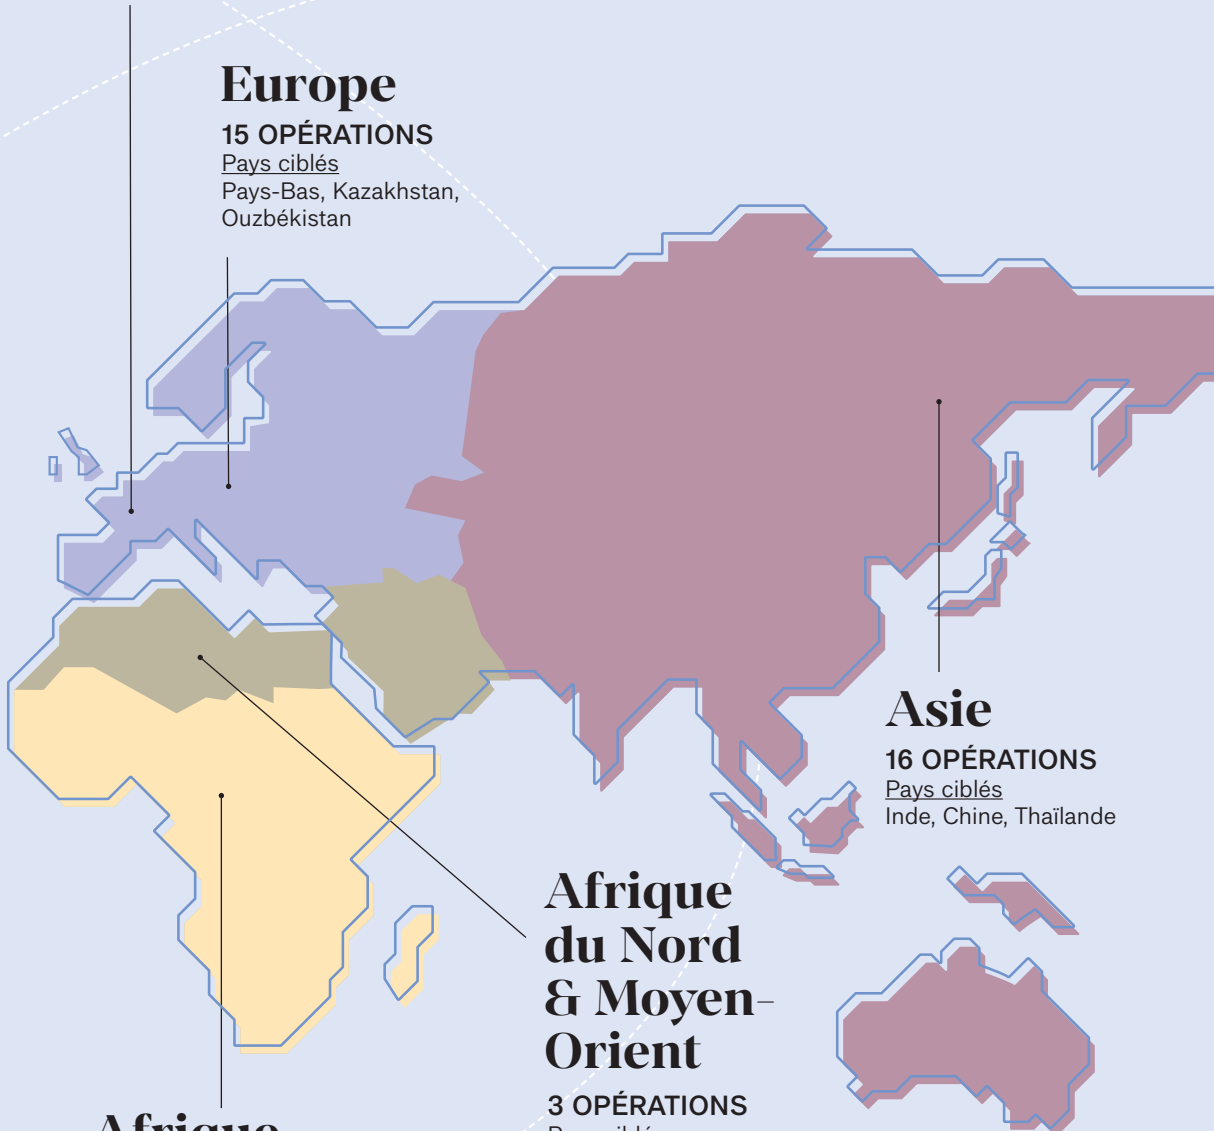 Europe
15 OPÉRATIONS
Pays ciblés
Pays-Bas, Kazakhstan,
Ouzbékistan
Asie
16 OPÉRATIONS
Pays ciblés
Inde, Chine, Thaïlande
Afrique
du Nord
& Moyen-
Orient
3 OPÉRATIONS
Afrique